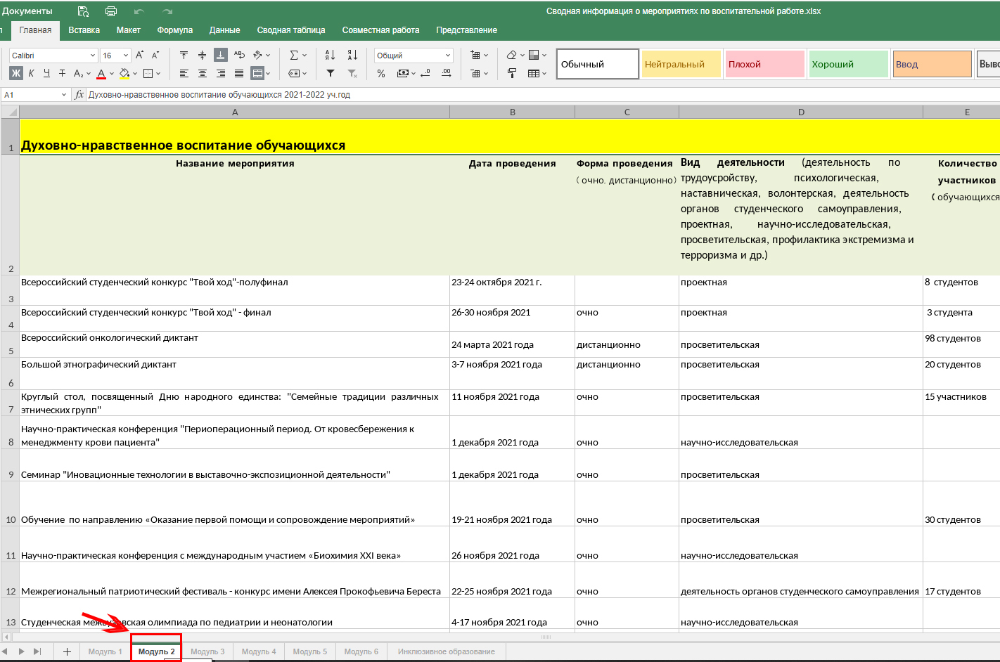 Документы
Сводная информация о мероприятиях по воспитательной работе.xlsx
л Главная Вставка Макет Формула Данные Сводная таблица Совместная работа Представление
Calibri 16 Общий
Обычный Нейтральный Плохой Хороший Ввод Выво
A1 fx Духовно-нравственное воспитание обучающихся 2021-2022 уч.год
A B C D E
1 Духовно-нравственное воспитание обучающихся
Название мероприятия
Дата проведения
Форма проведения
( очно, дистанционно)
Вид деятельности (деятельность по
трудоусройству, психологическая,
наставническая, волонтерская, деятельность
органов студенческого самоуправления,
проектная, научно-исследовательская,
просветительская, профилактика экстремизма и
терроризма и др.)
Количество
участников
( обучающихся
2
3 Всероссийский студенческий конкурс "Твой ход"-полуфинал 23-24 октября 2021 г. проектная 8 студентов
4 Всероссийский студенческий конкурс "Твой ход" - финал 26-30 ноября 2021 очно проектная 3 студента
5 Всероссийский онкологический диктант 24 марта 2021 года дистанционно просветительская 98 студентов
6 Большой этнографический диктант 3-7 ноября 2021 года дистанционно просветительская 20 студентов
7 Круглый стол, посвященный Дню народного единства: "Семейные традиции различных 11 ноября 2021 года очно просветительская 15 участников
этнических групп"
Научно-практическая конференция "Периоперационный период. От кровесбережения к
8 менеджменту крови пациента" 1 декабря 2021 года очно научно-исследовательская
9 Семинар "Иновационные технологии в выставочно-экспозиционной деятельности" 1 декабря 2021 года очно просветительская
10 Обучение по направлению «Оказание первой помощи и сопровождение мероприятий» 19-21 ноября 2021 года очно просветительская 30 студентов
11 Научно-практическая конференция с международным участием «Биохимия XXI века» 26 ноября 2021 года очно научно-исследовательская
12 Межрегиональный патриотический фестиваль - конкурс имени Алексея Прокофьевича Береста 22-25 ноября 2021 года очно деятельность органов студенческого самоуправления 17 студентов
13 Студенческая межвузовская олимпиада по педиатрии и неонатологии 4-17 ноября 2021 года очно научно-исследовательская
Модуль 1 Модуль 2 Модуль 3 Модуль 4 Модуль 5 Модуль 6 Инклюзивное образование